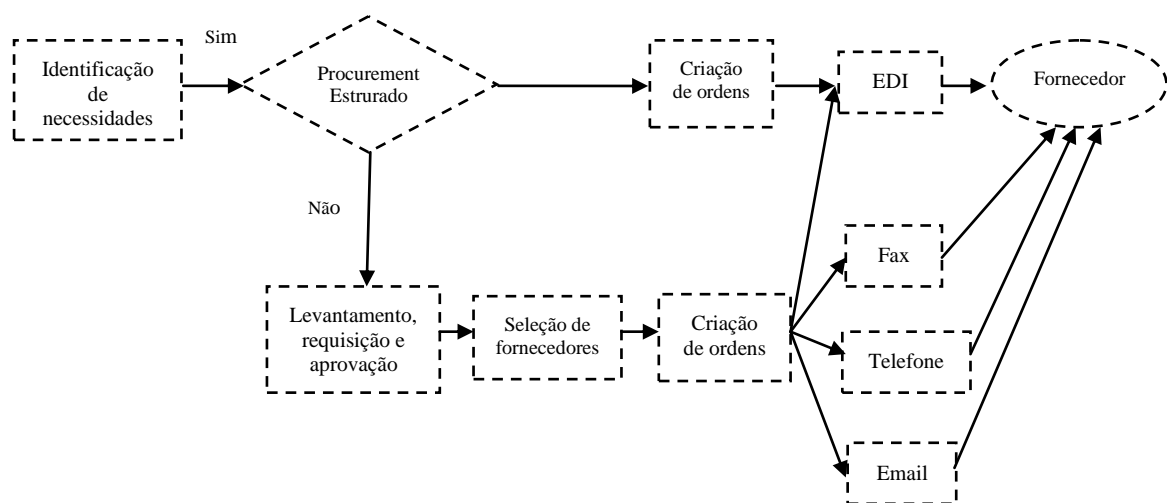 Sim
Identificação
de
necessidades
Procurement
Estrurado
Criação
de ordens
EDI
Fornecedor
Não
Fax
Levantamento,
requisição e
aprovação
Seleção de
fornecedores
Criação
de ordens
Telefone
Email